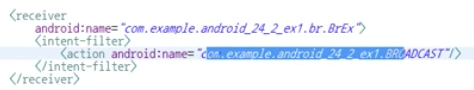 <receiver
android:name="com.example.android_24_2_ex1.br.BrEx">
<intent-filter>
<action android:name="com.example.android_24_2_ex1.BROADCAST"/>
</intent-filter>
</receiver>